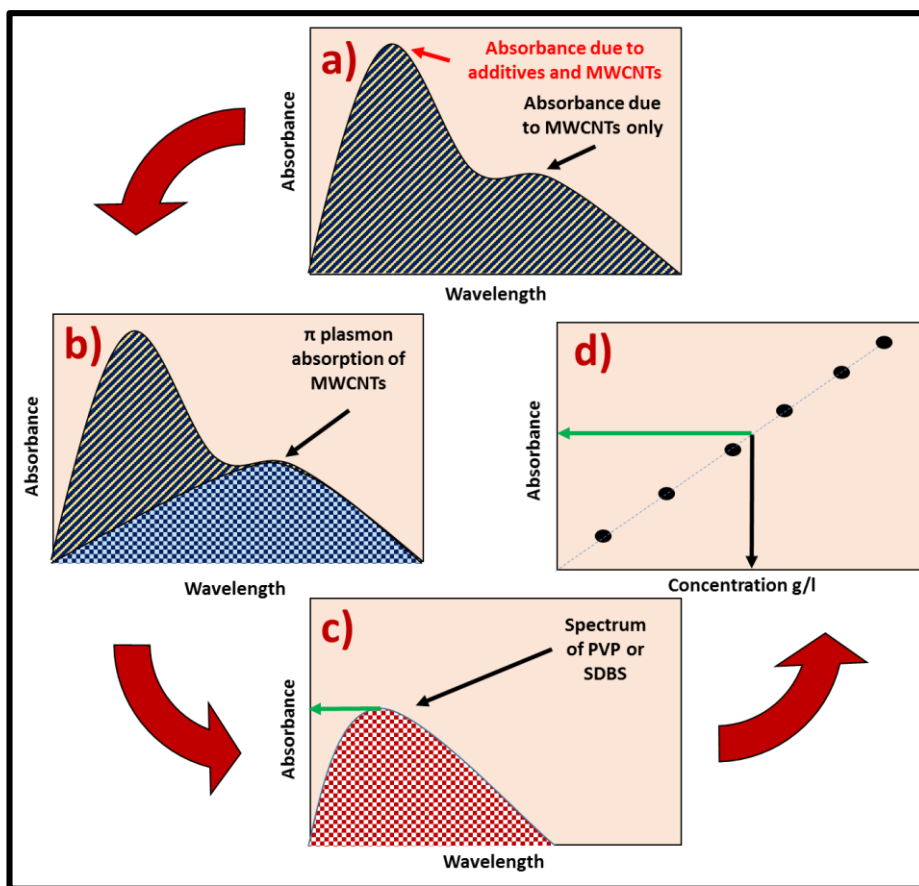 a)
Absorbance due to
additives and MWCNTs
Absorbance due
to MWCNTs only
Absorbance
Wavelength
b)
π plasmon
absorption of
MWCNTs
Absorbance
Wavelength
d)
Absorbance
Concentration g/l
c)
Spectrum
of PVP or
SDBS
Absorbance
Wavelength